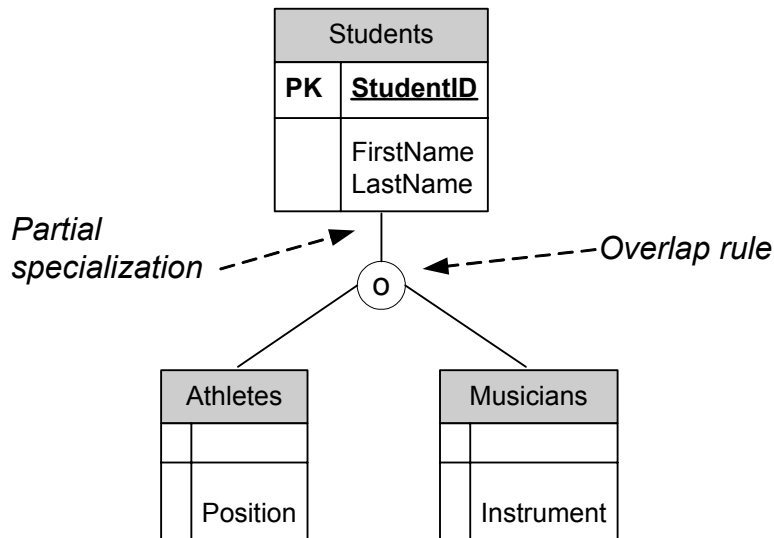 Students
PK StudentID
FirstName
LastName
Partial
specialization
Overlap rule
O
Athletes
Musicians
Position
Instrument